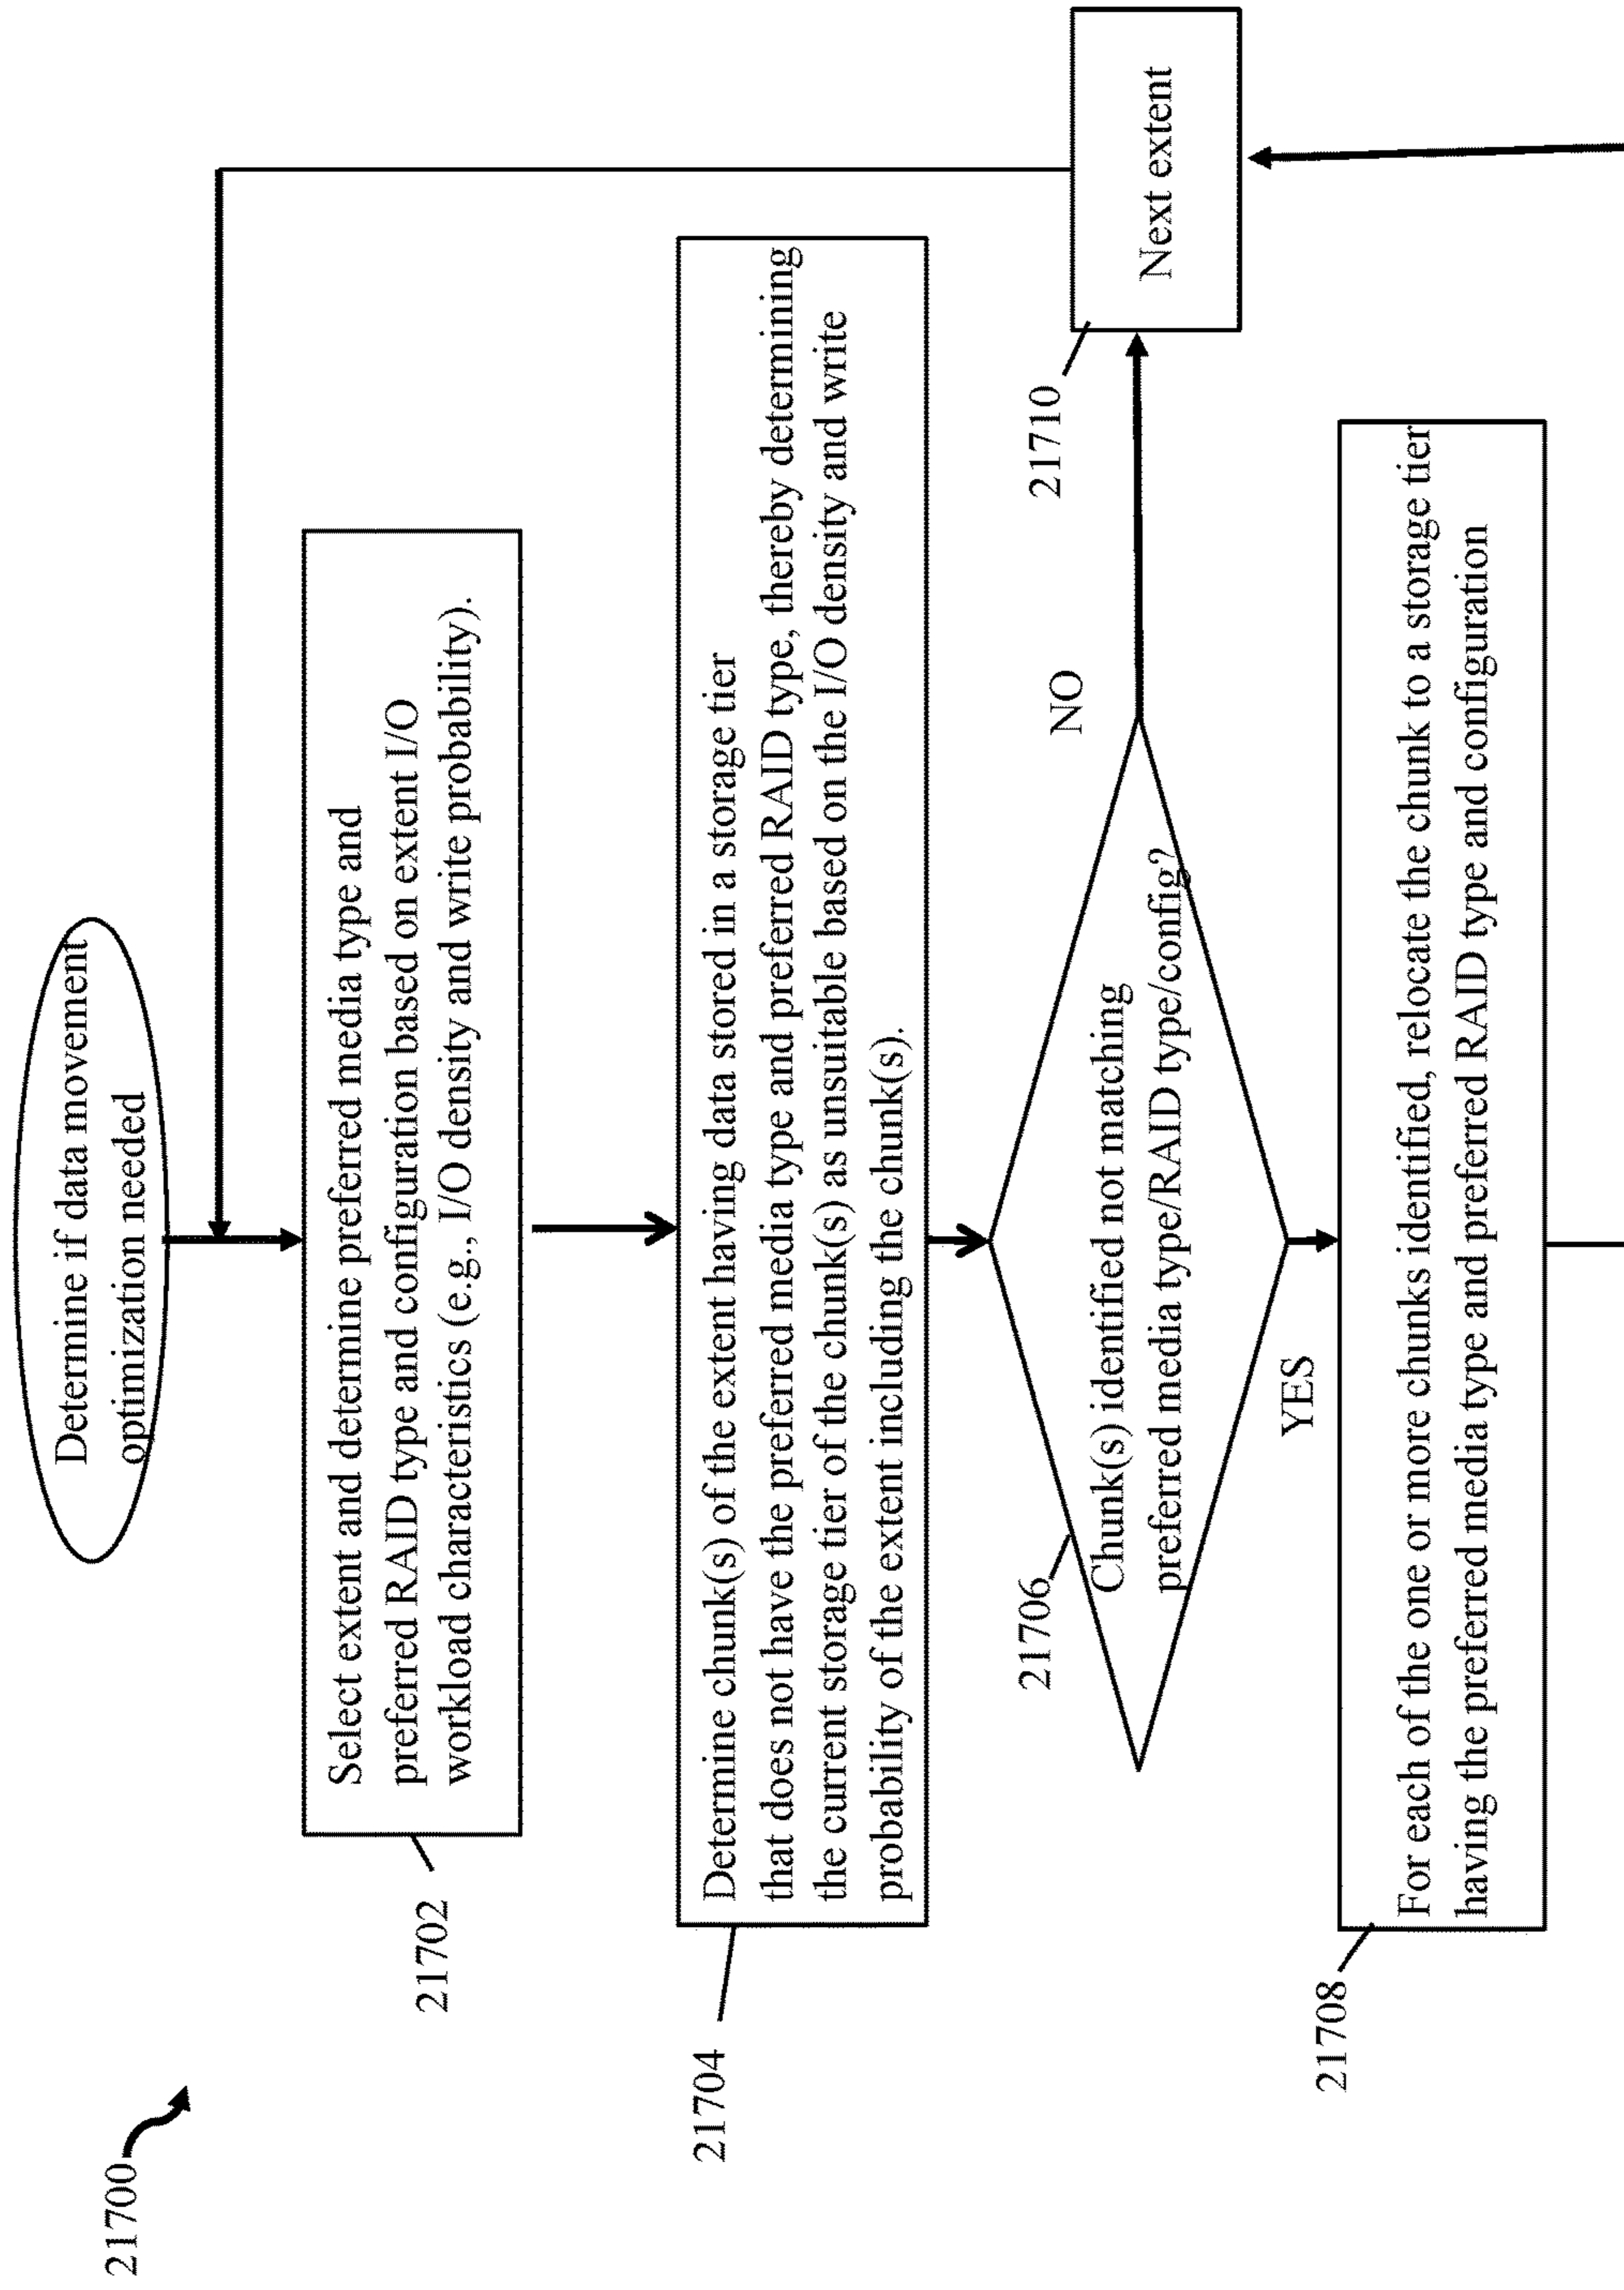 21700
Determine if data movement
optimization needed
21702
Select extent and determine preferred media type and
preferred RAID type and configuration based on extent I/O
workload characteristics (e.g., I/O density and write probability).
21704
Determine chunk(s) of the extent having data stored in a storage tier
that does not have the preferred media type and preferred RAID type, thereby determining
the current storage tier of the chunk(s) as unsuitable based on the I/O density and write
probability of the extent including the chunk(s).
21706
Chunk(s) identified not matching
preferred media type/RAID type/config?
NO
21710
Next extent
YES
21708
For each of the one or more chunks identified, relocate the chunk to a storage tier
having the preferred media type and preferred RAID type and configuration